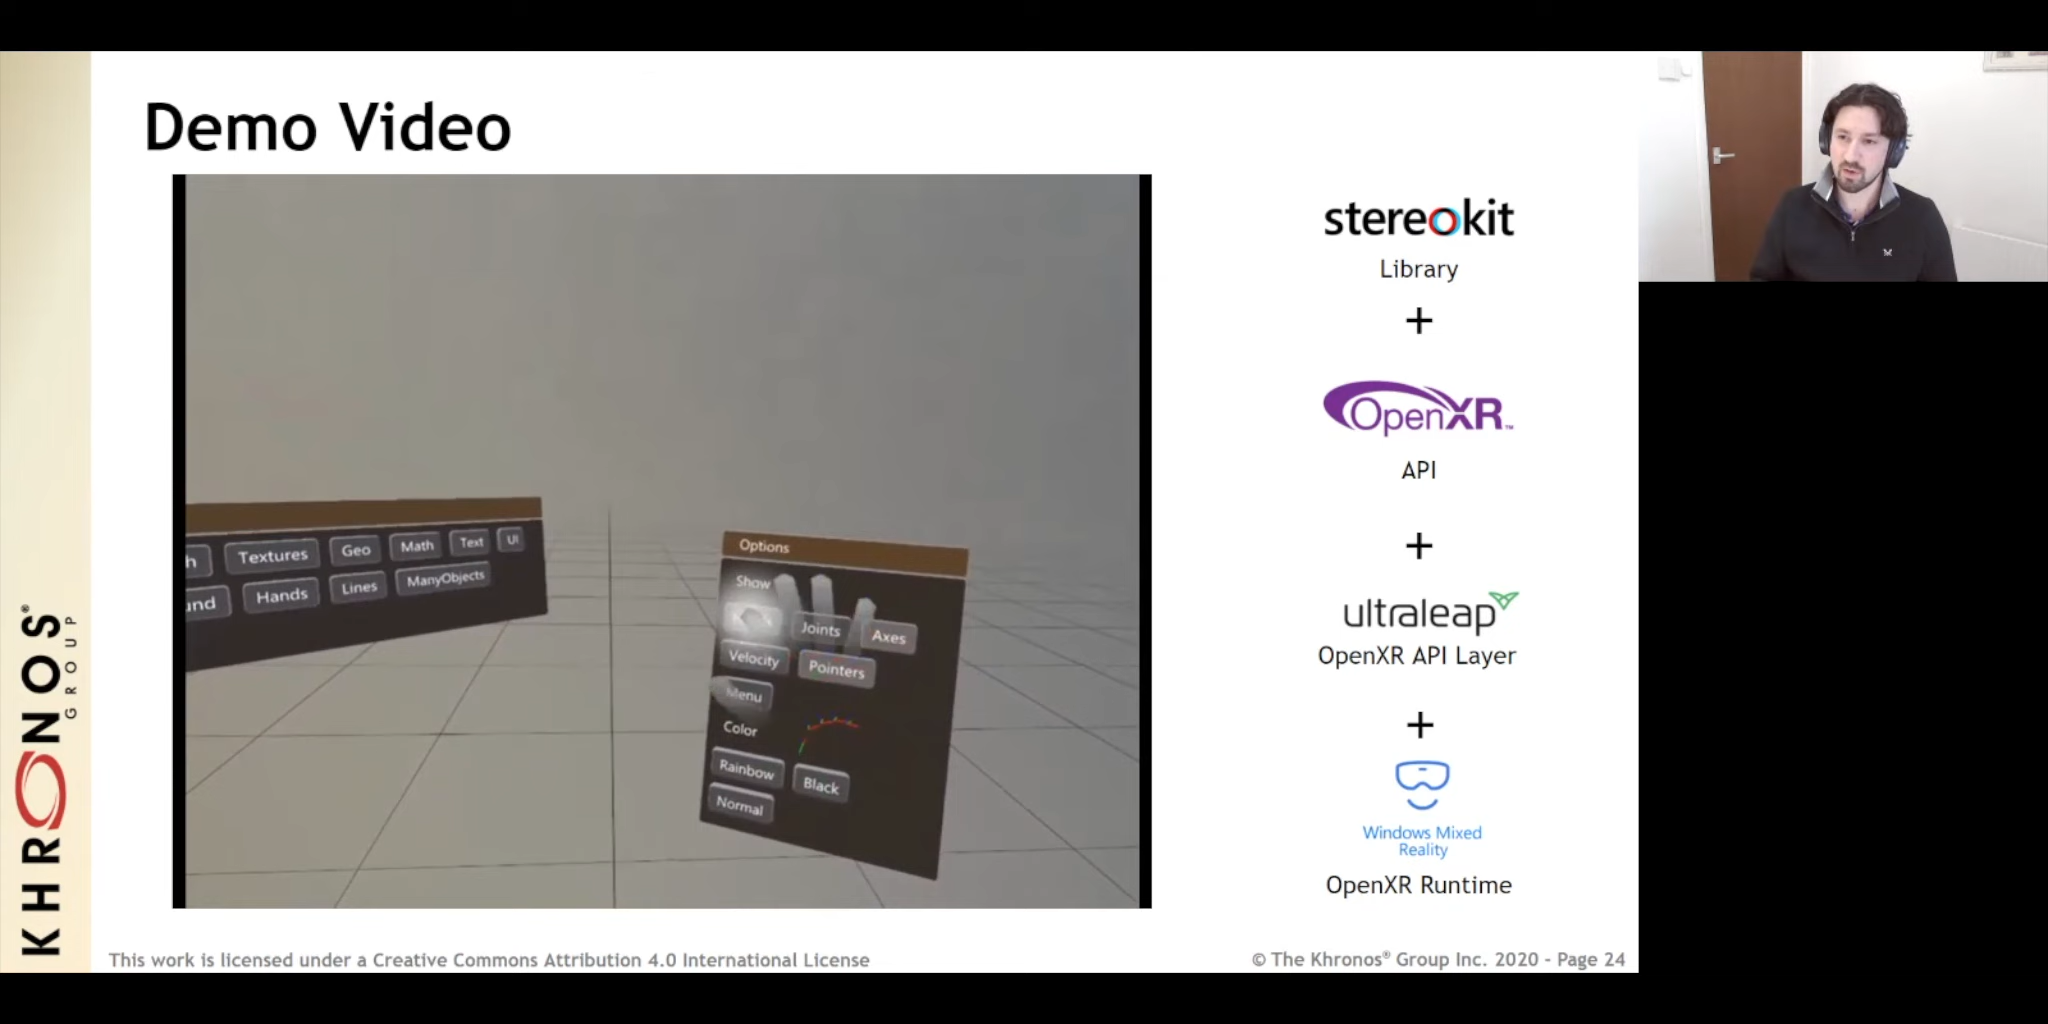 Demo Video
Textures
Geo
Math
Text
UI
Hands
Lines
ManyObjects
Options
Show
Joints
Axes
Velocity
Pointers
Menu
Color
Rainbow
Black
Normal
stereokit
Library
+
OpenXR™
API
+
ultraleap
OpenXR API Layer
+
Windows Mixed
Reality
OpenXR Runtime
KHRONOS®
GROUP
This work is licensed under a Creative Commons Attribution 4.0 International License
© The Khronos® Group Inc. 2020 - Page 24